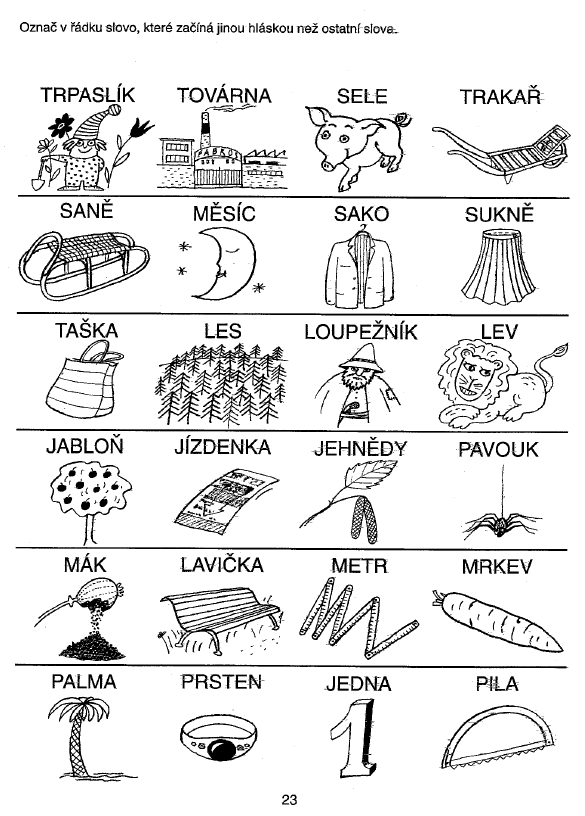 Označ v řádku slovo, které začíná jinou hláskou než ostatní slova.
TRPASLÍK TOVÁRNA SELE TRAKAŘ
SANĚ MĚSÍC SAKO SUKNĚ
TAŠKA LES LOUPEŽNÍK LEV
JABLOŇ JÍZDENKA JEHNĚDY PAVOUK
MÁK LAVIČKA METR MRKEV
PALMA PRSTEN JEDNA PILA
1
23